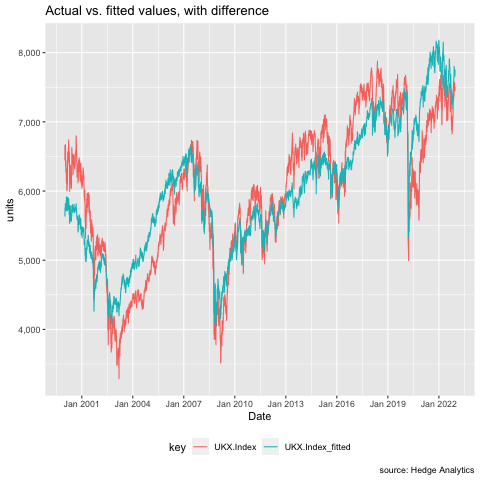 Actual vs. fitted values, with difference
8,000
7,000
6,000
5,000
4,000
units
Jan 2001 Jan 2004 Jan 2007 Jan 2010 Jan 2013 Jan 2016 Jan 2019 Jan 2022
Date
key UKX.Index UKX.Index_fitted
source: Hedge Analytics